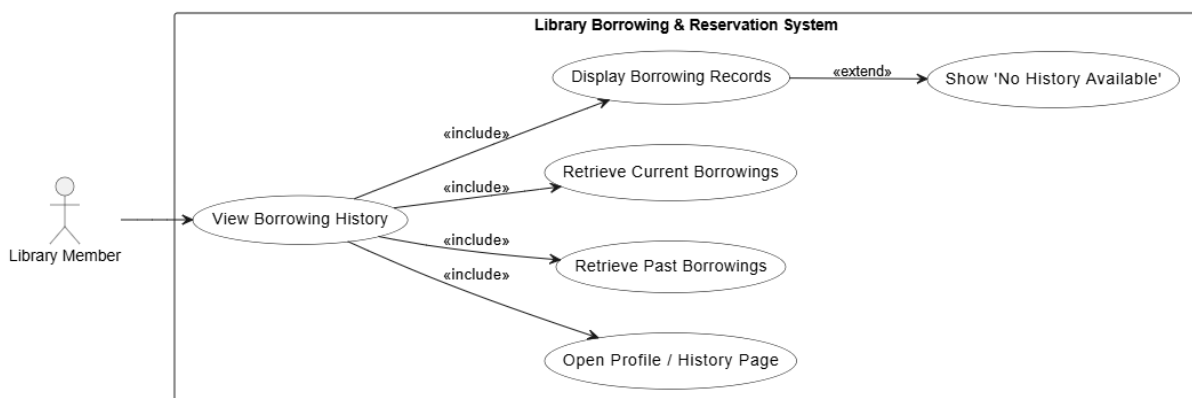 Library Borrowing & Reservation System
Display Borrowing Records
«extend»
Show 'No History Available'
«include»
Retrieve Current Borrowings
«include»
View Borrowing History
Library Member
«include»
Retrieve Past Borrowings
«include»
Open Profile / History Page